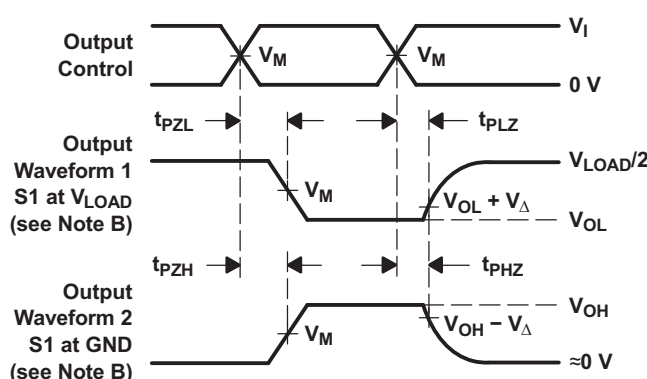 Output
Control
V_M
V_M
V_I
0 V
t_PZL
t_PLZ
Output
Waveform 1
S1 at V_LOAD
(see Note B)
V_M
V_LOAD/2
V_OL + V_Δ
V_OL
t_PZH
t_PHZ
Output
Waveform 2
S1 at GND
(see Note B)
V_M
V_OH
V_OH − V_Δ
≈0 V